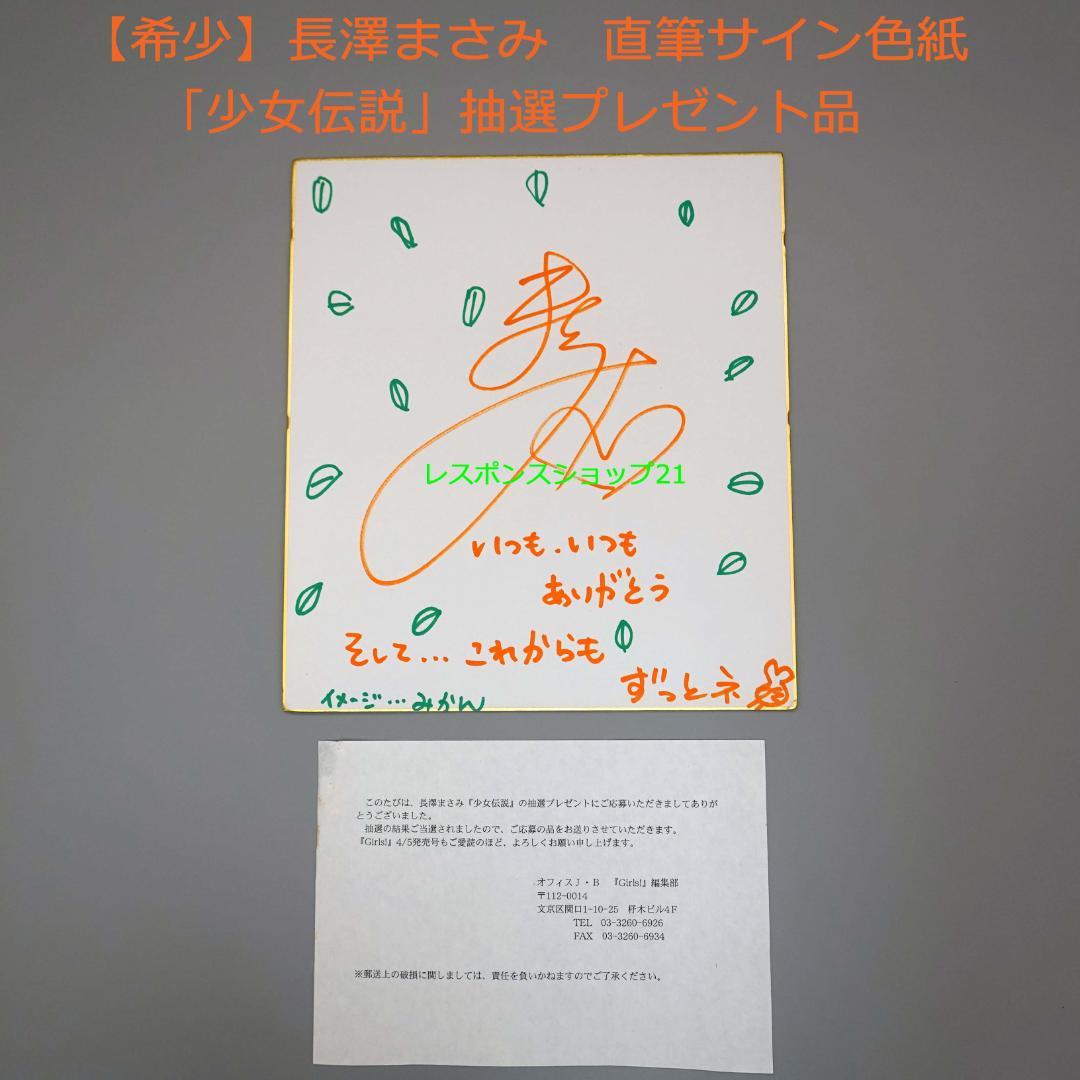 【希少】長澤まさみ　直筆サイン色紙
「少女伝説」抽選プレゼント品
レスポンスショップ21
いつも.いつも
ありがとう
そして... これからも
ずっとネ
イメージ...みかん
このたびは、長澤まさみ『少女伝説』の抽選プレゼントにご応募いただきましてありが
とうございました。
抽選の結果ご当選されましたので、ご応募の品をお送りさせていただきます。
『Girls!』4/5発売号もご愛読のほど、よろしくお願い申し上げます。
オフィスJ・B　『Girls!』編集部
〒112-0014
文京区関口1-10-25　杼木ビル4F
TEL　03-3260-6926
FAX　03-3260-6934
※郵送上の破損に関しましては、責任を負いかねますのでご了承ください。